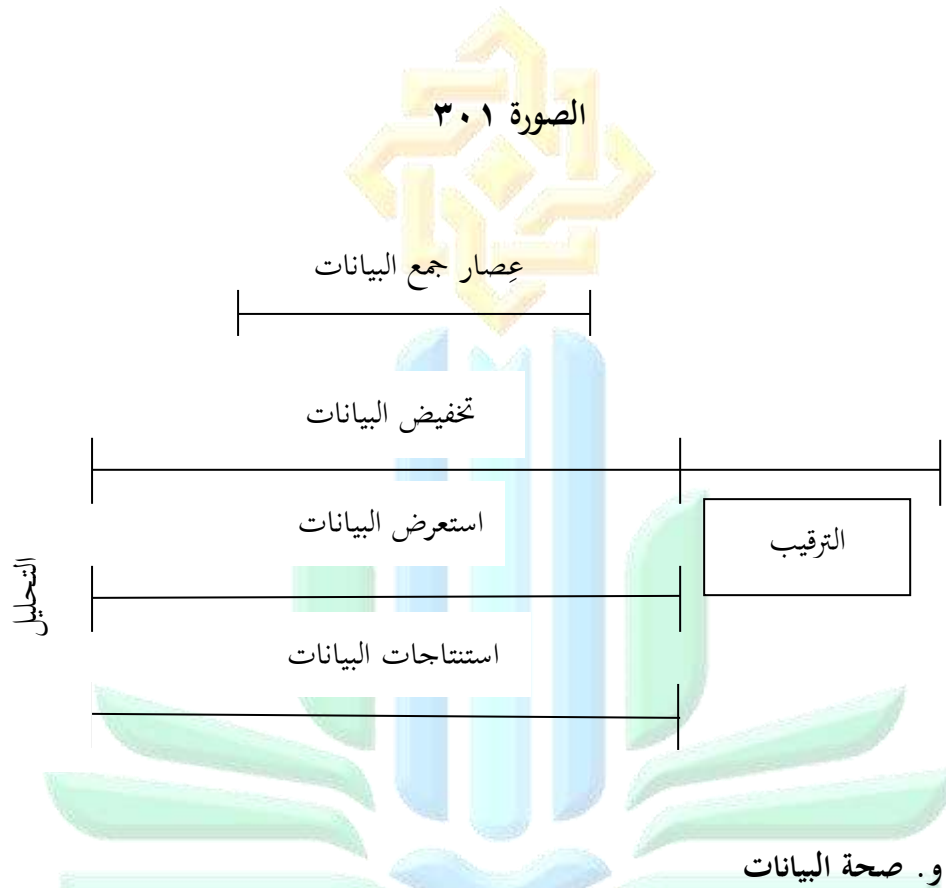 الصورة ٣٠١
عِصار جمع البيانات
تخفيض البيانات
استعرض البيانات
الترقيب
التحليل
استنتاجات البيانات
و. صحة البيانات